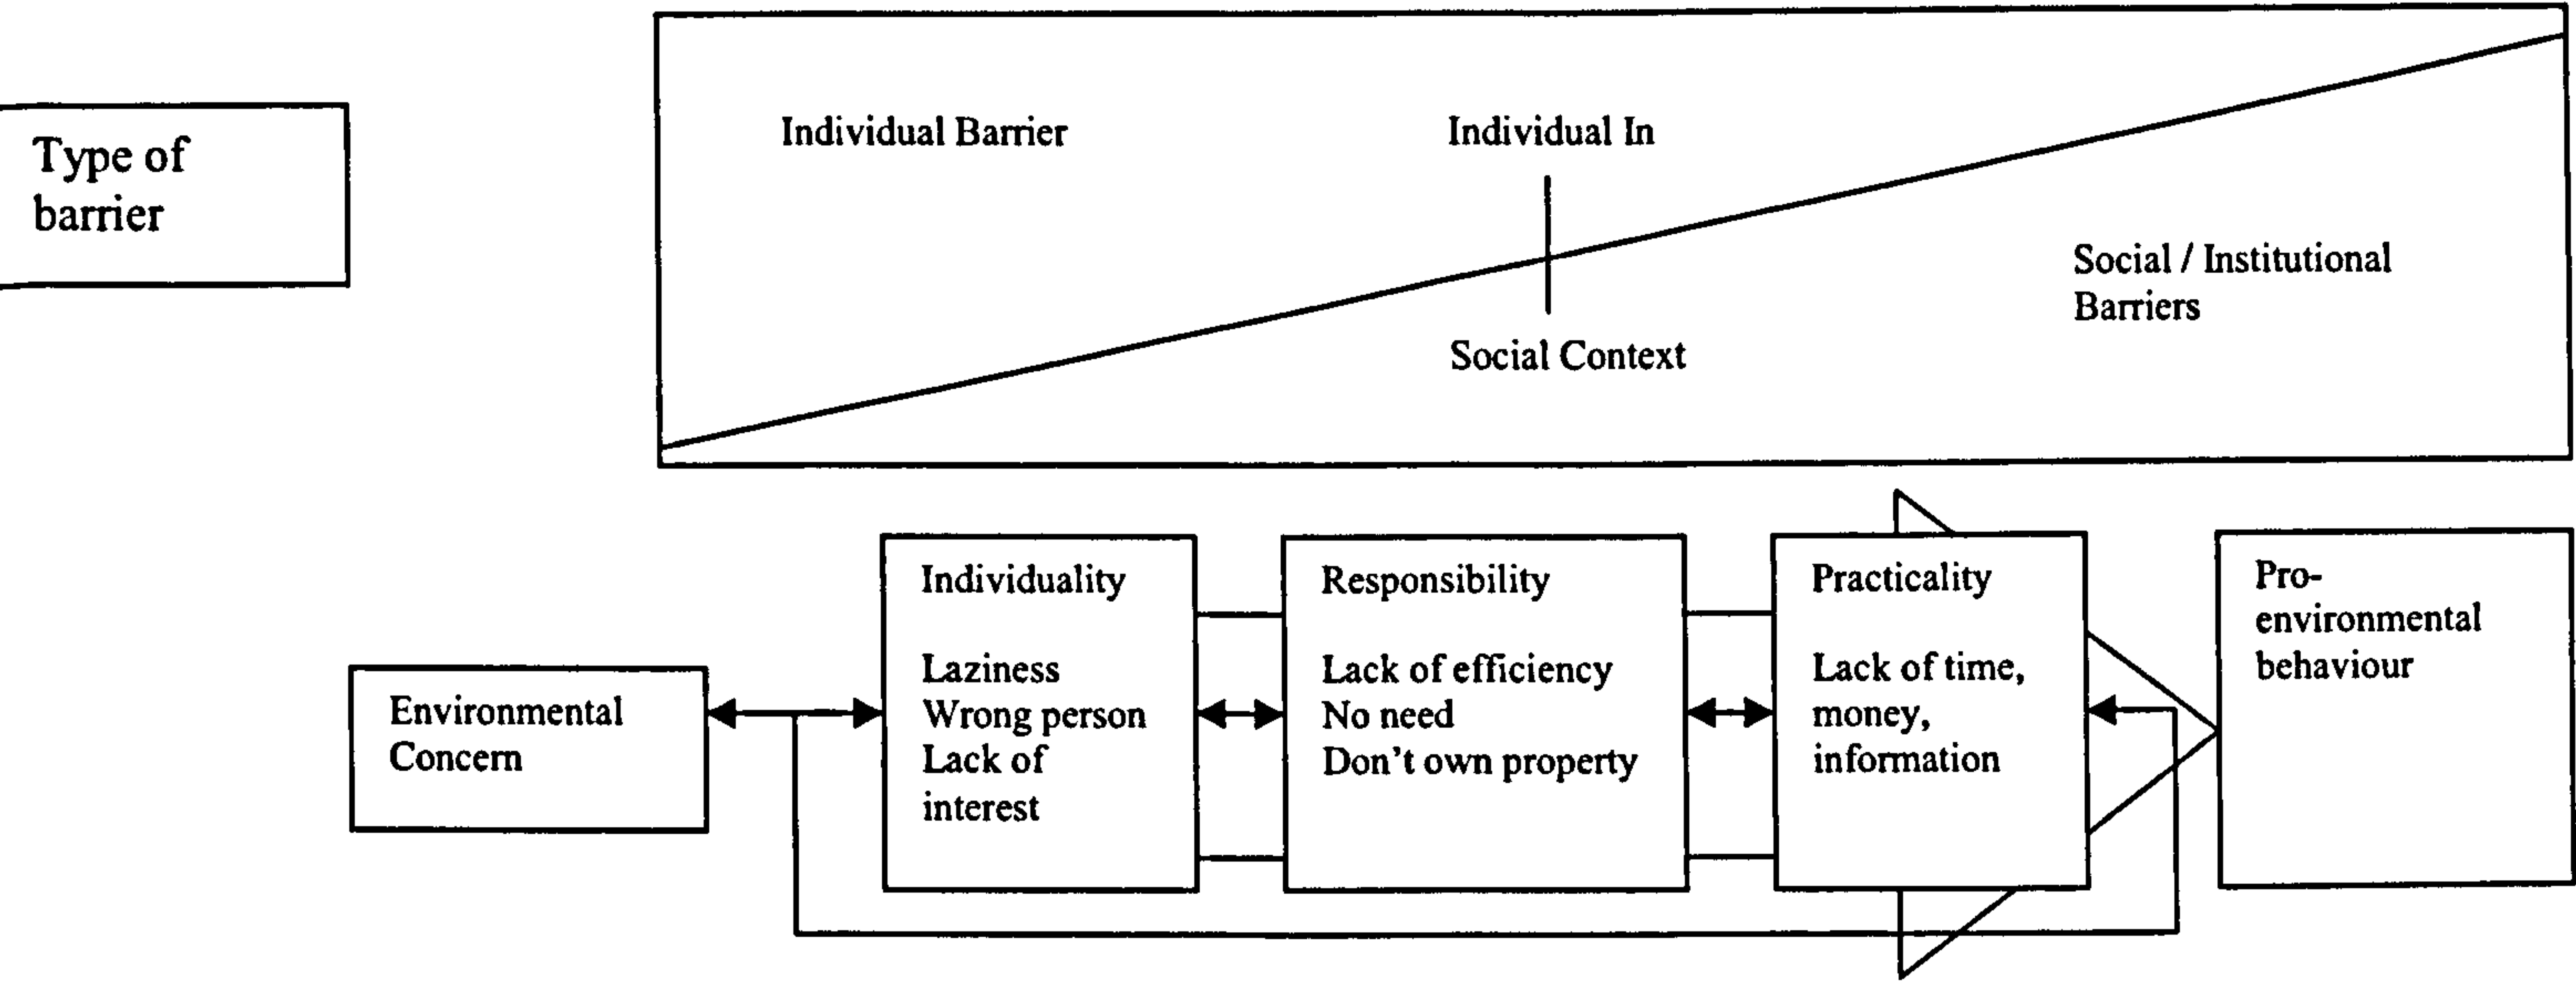 Type of
barrier
Individual Barrier
Individual In
Social Context
Social / Institutional
Barriers
Environmental
Concern
Individuality
Laziness
Wrong person
Lack of
interest
Responsibility
Lack of efficiency
No need
Don't own property
Practicality
Lack of time,
money,
information
Pro-
environmental
behaviour